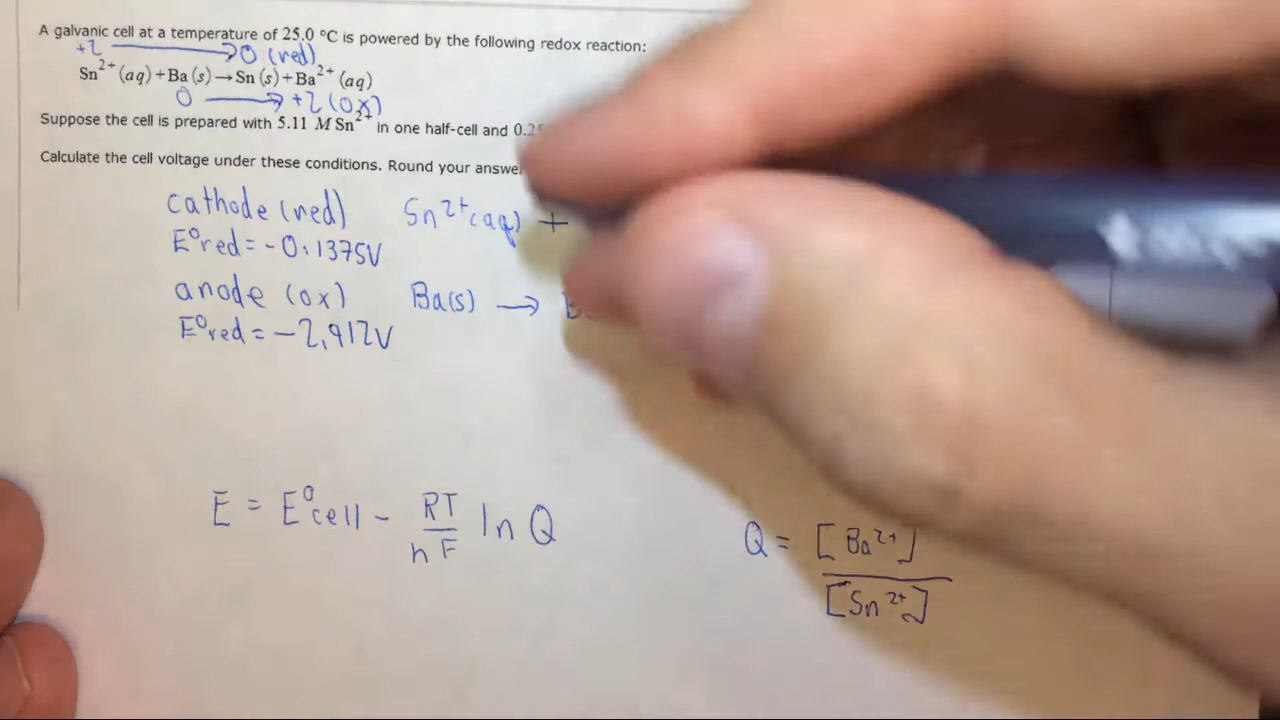 A galvanic cell at a temperature of 25.0 °C is powered by the following redox reaction:
+2 → 0 (red)
Sn²⁺(aq) + Ba(s) → Sn(s) + Ba²⁺(aq)
0 → +2 (ox)
Suppose the cell is prepared with 5.11 M Sn²⁺ in one half-cell and
Calculate the cell voltage under these conditions. Round your
cathode (red) Sn²⁺(aq) +
E°red = -0.1375V
anode (ox) Ba(s) →
E°red = -2.912V
E = E°cell - RT/nF ln Q
Q = [Ba²⁺]/[Sn²⁺]